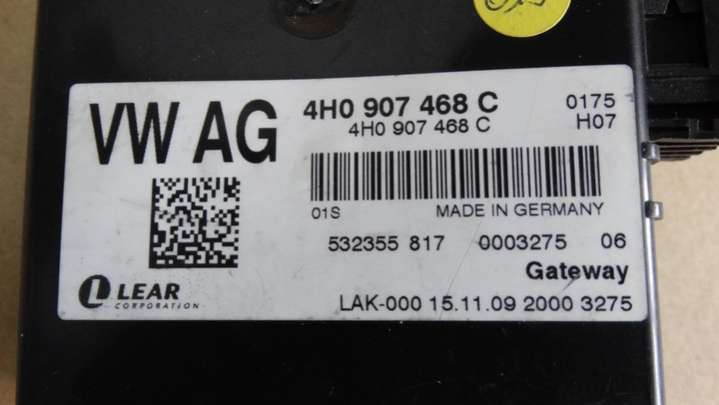 VW AG
4H0 907 468 C 0175
4H0 907 468 C H07
01S MADE IN GERMANY
532355 817 0003275 06
Gateway
LEAR
CORPORATION
LAK-000 15.11.09 2000 3275